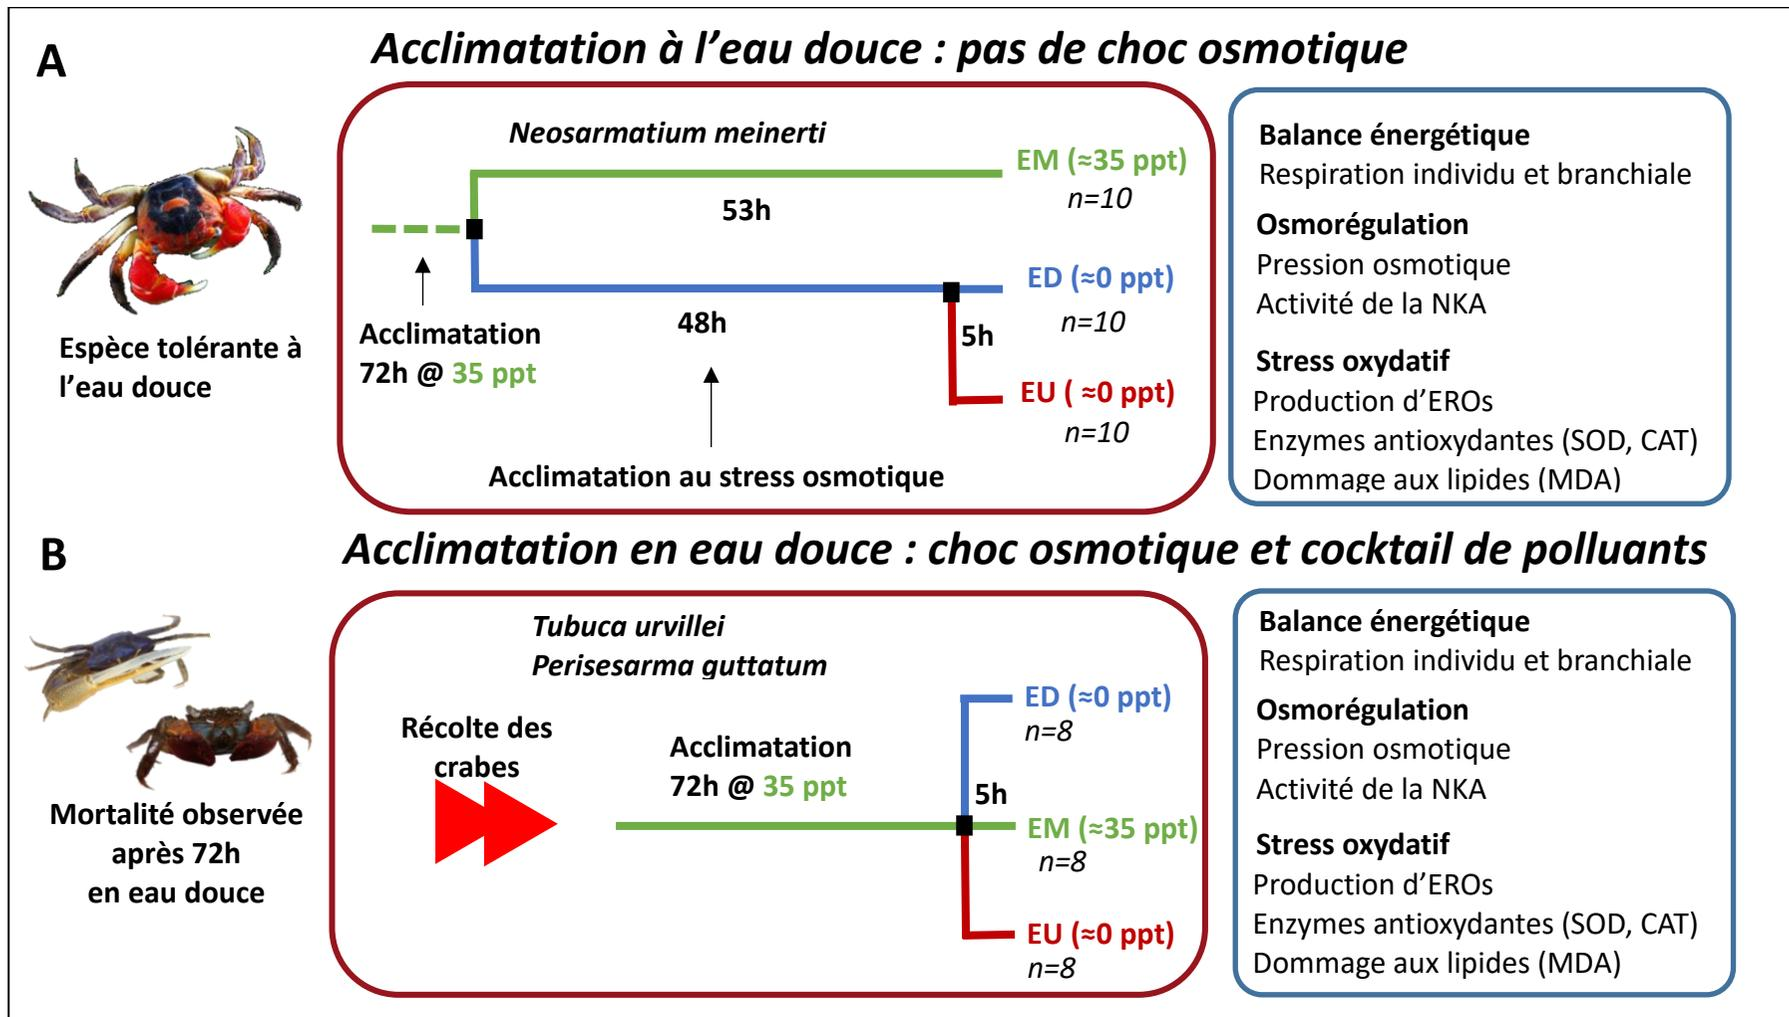 A
Acclimatation à l’eau douce : pas de choc osmotique
Neosarmatium meinerti
EM (≈35 ppt)
n=10
53h
ED (≈0 ppt)
n=10
48h
5h
Acclimatation
72h @ 35 ppt
EU ( ≈0 ppt)
n=10
Acclimatation au stress osmotique
Espèce tolérante à
l’eau douce
Balance énergétique
Respiration individu et branchiale
Osmorégulation
Pression osmotique
Activité de la NKA
Stress oxydatif
Production d’EROs
Enzymes antioxydantes (SOD, CAT)
Dommage aux lipides (MDA)
B
Acclimatation en eau douce : choc osmotique et cocktail de polluants
Tubuca urvillei
Perisesarma guttatum
Récolte des
crabes
Acclimatation
72h @ 35 ppt
ED (≈0 ppt)
n=8
5h
EM (≈35 ppt)
n=8
EU (≈0 ppt)
n=8
Mortalité observée
après 72h
en eau douce
Balance énergétique
Respiration individu et branchiale
Osmorégulation
Pression osmotique
Activité de la NKA
Stress oxydatif
Production d’EROs
Enzymes antioxydantes (SOD, CAT)
Dommage aux lipides (MDA)